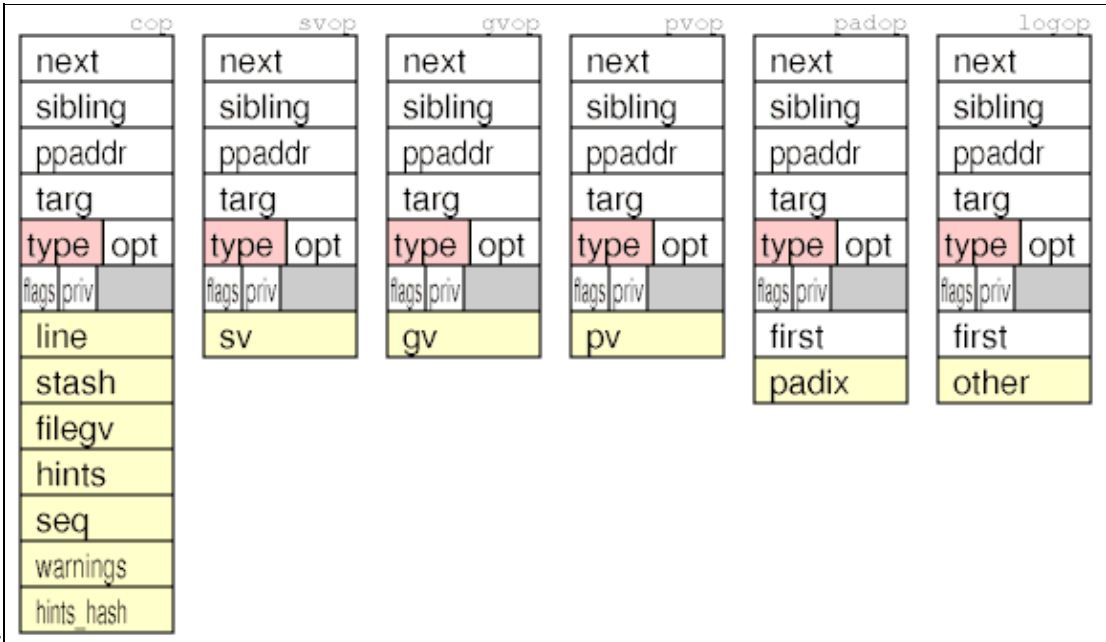 cop svop gvop pvop padop logop
next next next next next next
sibling sibling sibling sibling sibling sibling
ppaddr ppaddr ppaddr ppaddr ppaddr ppaddr
targ targ targ targ targ targ
type opt type opt type opt type opt type opt type opt
flags priv flags priv flags priv flags priv flags priv flags priv
line sv gv pv first first
stash padix other
filegv
hints
seq
warnings
hints_hash